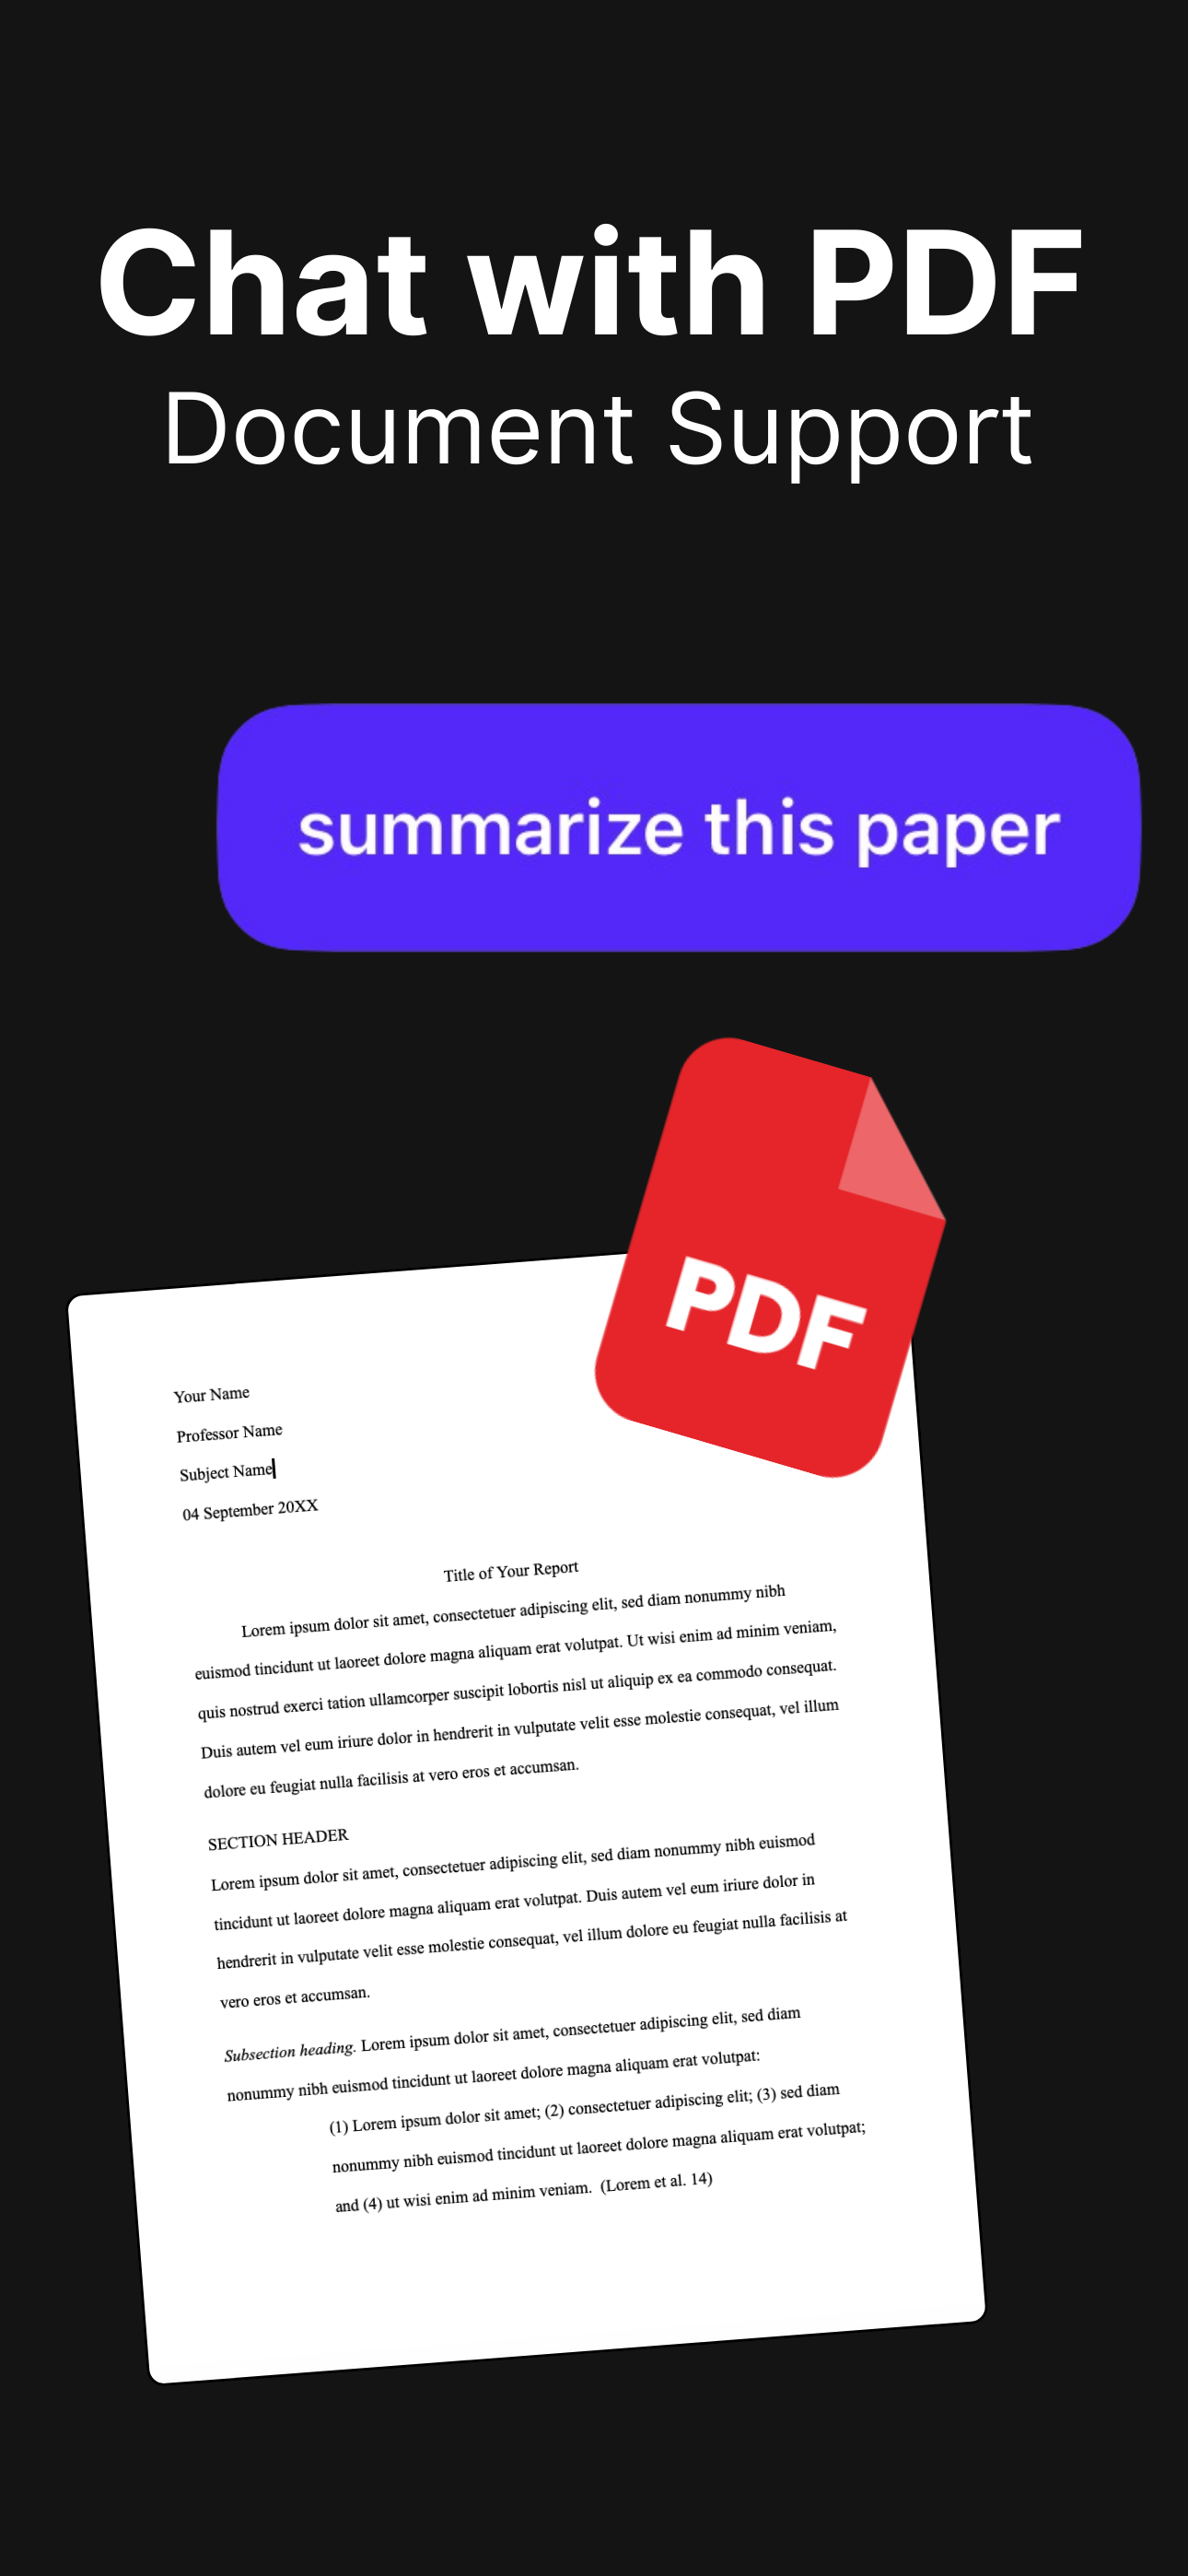 Chat with PDF
Document Support
summarize this paper
PDF
Your Name
Professor Name
Subject Name
04 September 20XX
Title of Your Report
Lorem ipsum dolor sit amet, consectetuer adipiscing elit, sed diam nonummy nibh
euismod tincidunt ut laoreet dolore magna aliquam erat volutpat. Ut wisi enim ad minim veniam,
quis nostrud exerci tation ullamcorper suscipit lobortis nisl ut aliquip ex ea commodo consequat.
Duis autem vel eum iriure dolor in hendrerit in vulputate velit esse molestie consequat, vel illum
dolore eu feugiat nulla facilisis at vero eros et accumsan.
SECTION HEADER
Lorem ipsum dolor sit amet, consectetuer adipiscing elit, sed diam nonummy nibh euismod
tincidunt ut laoreet dolore magna aliquam erat volutpat. Duis autem vel eum iriure dolor in
hendrerit in vulputate velit esse molestie consequat, vel illum dolore eu feugiat nulla facilisis at
vero eros et accumsan.
Subsection heading. Lorem ipsum dolor sit amet, consectetuer adipiscing elit, sed diam
nonummy nibh euismod tincidunt ut laoreet dolore magna aliquam erat volutpat:
(1) Lorem ipsum dolor sit amet; (2) consectetuer adipiscing elit; (3) sed diam
nonummy nibh euismod tincidunt ut laoreet dolore magna aliquam erat volutpat;
and (4) ut wisi enim ad minim veniam. (Lorem et al. 14)